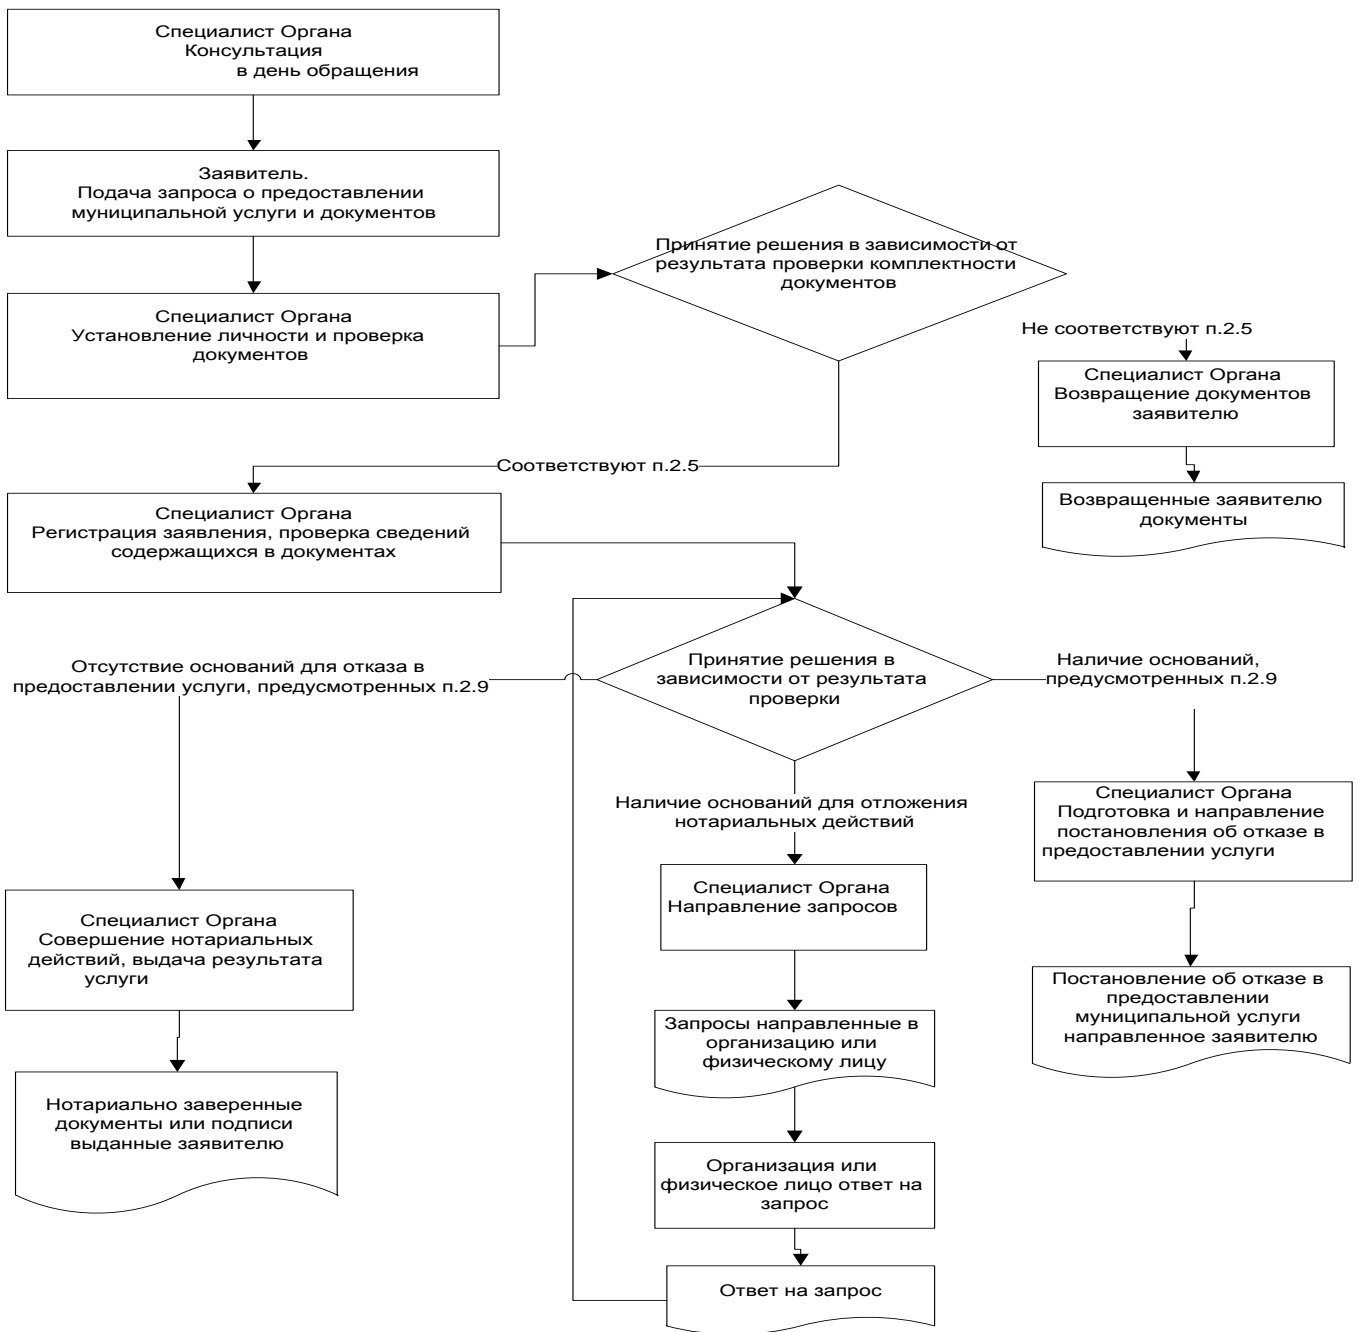 Специалист Органа
Консультация
в день обращения
Заявитель.
Подача запроса о предоставлении
муниципальной услуги и документов
Специалист Органа
Установление личности и проверка
документов
Принятие решения в зависимости от
результата проверки комплектности
документов
Не соответствуют п.2.5
Специалист Органа
Возвращение документов
заявителю
Возвращенные заявителю
документы
Соответствуют п.2.5
Специалист Органа
Регистрация заявления, проверка сведений
содержащихся в документах
Принятие решения в
зависимости от результата
проверки
Отсутствие оснований для отказа в
предоставлении услуги, предусмотренных п.2.9
Наличие оснований,
предусмотренных п.2.9
Наличие оснований для отложения
нотариальных действий
Специалист Органа
Подготовка и направление
постановления об отказе в
предоставлении услуги
Специалист Органа
Направление запросов
Специалист Органа
Совершение нотариальных
действий, выдача результата
услуги
Постановление об отказе в
предоставлении
муниципальной услуги
направленное заявителю
Запросы направленные в
организацию или
физическому лицу
Нотариально заверенные
документы или подписи
выданные заявителю
Организация или
физическое лицо ответ на
запрос
Ответ на запрос